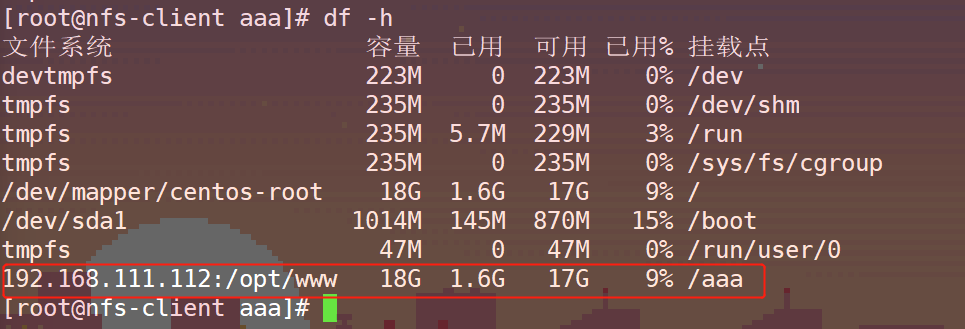 [root@nfs-client aaa]# df -h
文件系统 容量 已用 可用 已用% 挂载点
devtmpfs 223M 0 223M 0% /dev
tmpfs 235M 0 235M 0% /dev/shm
tmpfs 235M 5.7M 229M 3% /run
tmpfs 235M 0 235M 0% /sys/fs/cgroup
/dev/mapper/centos-root 18G 1.6G 17G 9% /
/dev/sda1 1014M 145M 870M 15% /boot
tmpfs 47M 0 47M 0% /run/user/0
192.168.111.112:/opt/www 18G 1.6G 17G 9% /aaa
[root@nfs-client aaa]#